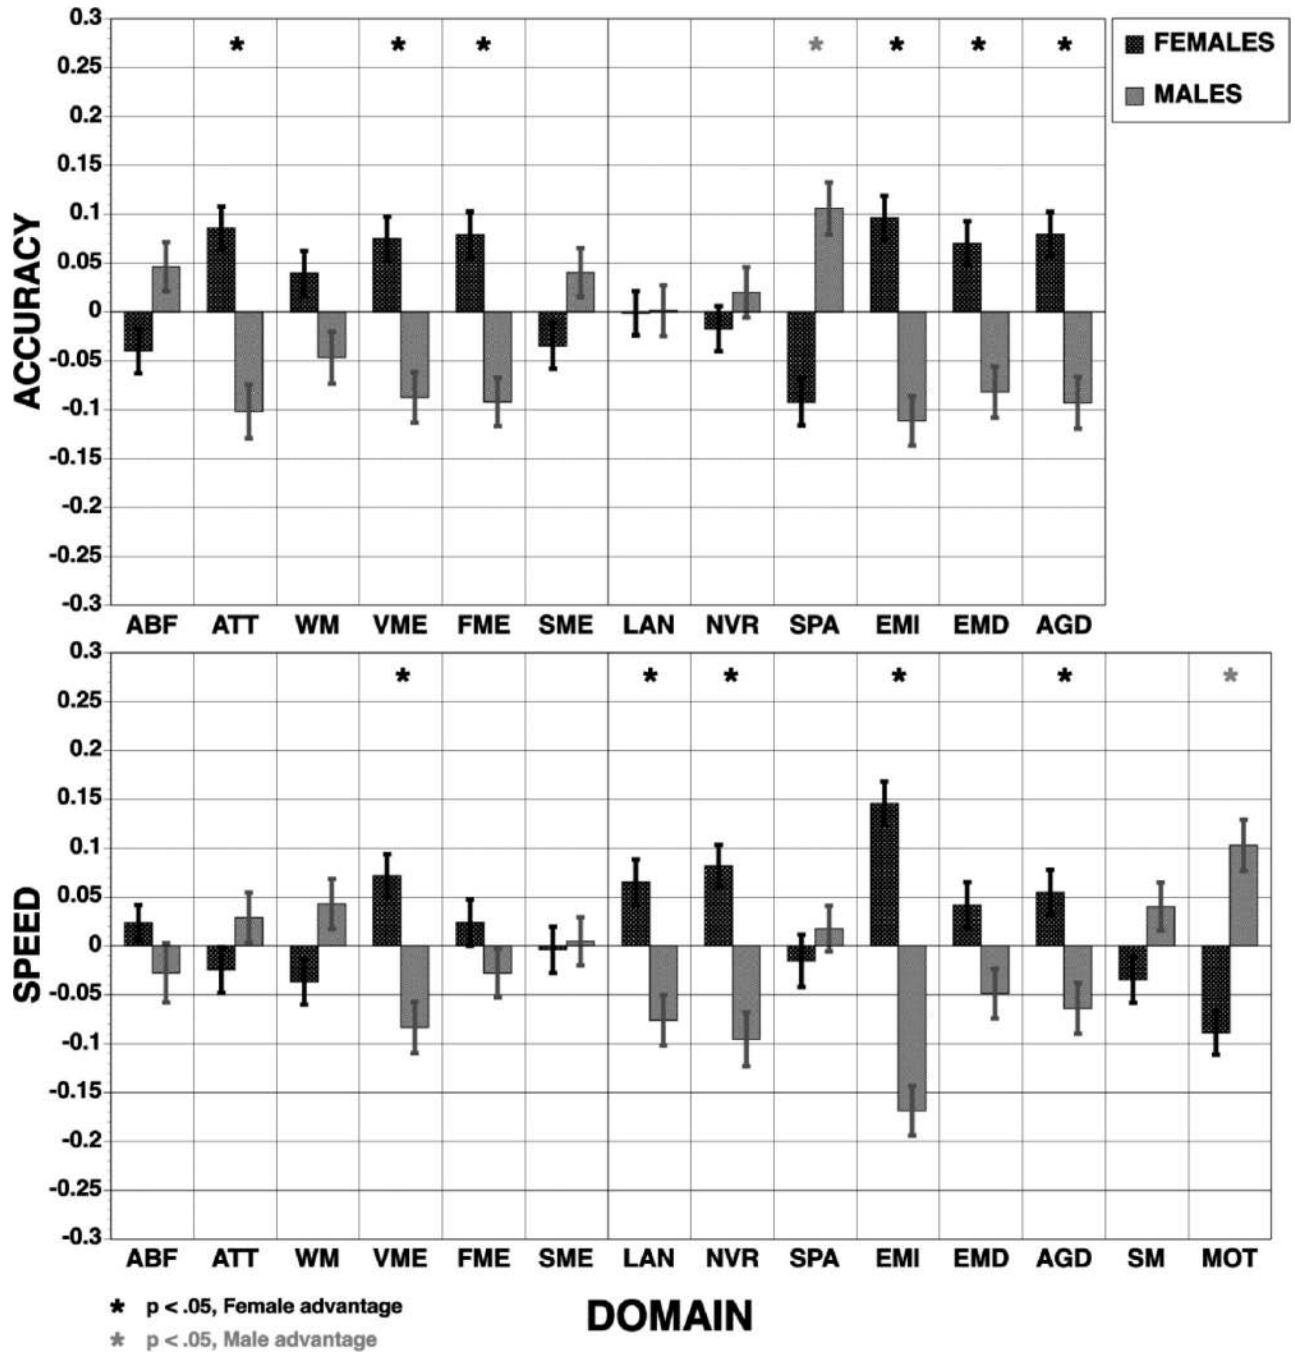 0.3
0.25
0.2
0.15
0.1
0.05
0
-0.05
-0.1
-0.15
-0.2
-0.25
-0.3
ACCURACY
* * * * * * *
FEMALES
MALES
ABF ATT WM VME FME SME LAN NVR SPA EMI EMD AGD
0.3
0.25
0.2
0.15
0.1
0.05
0
-0.05
-0.1
-0.15
-0.2
-0.25
-0.3
SPEED
* * * * * *
ABF ATT WM VME FME SME LAN NVR SPA EMI EMD AGD SM MOT
* p < .05, Female advantage
* p < .05, Male advantage
DOMAIN